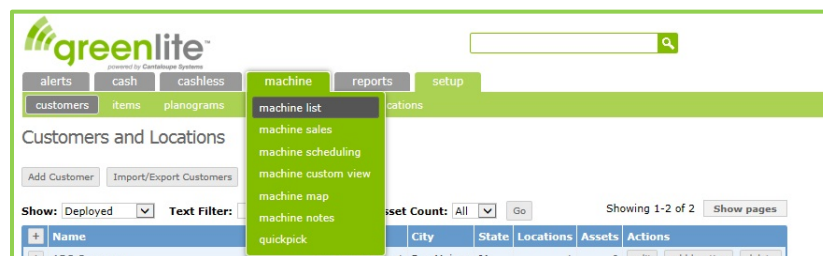 greenlite™
powered by Cantaloupe Systems
alerts cash cashless machine reports setup
customers items planograms cations
machine list
machine sales
machine scheduling
machine custom view
machine map
machine notes
quickpick
Customers and Locations
Add Customer Import/Export Customers
Show: Deployed Text Filter: sset Count: All Go Showing 1-2 of 2 Show pages
+ Name City State Locations Assets Actions